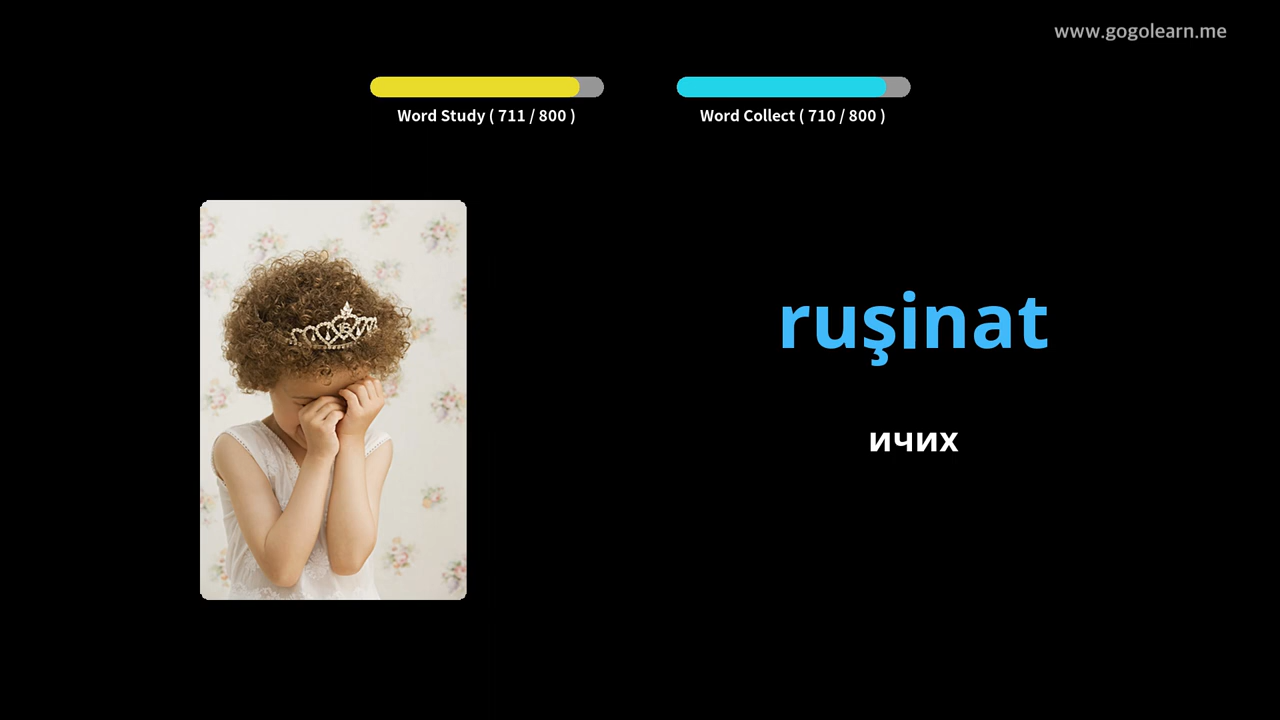 www.gogolearn.me
Word Study ( 711 / 800 )
Word Collect ( 710 / 800 )
ruşinat
ичих